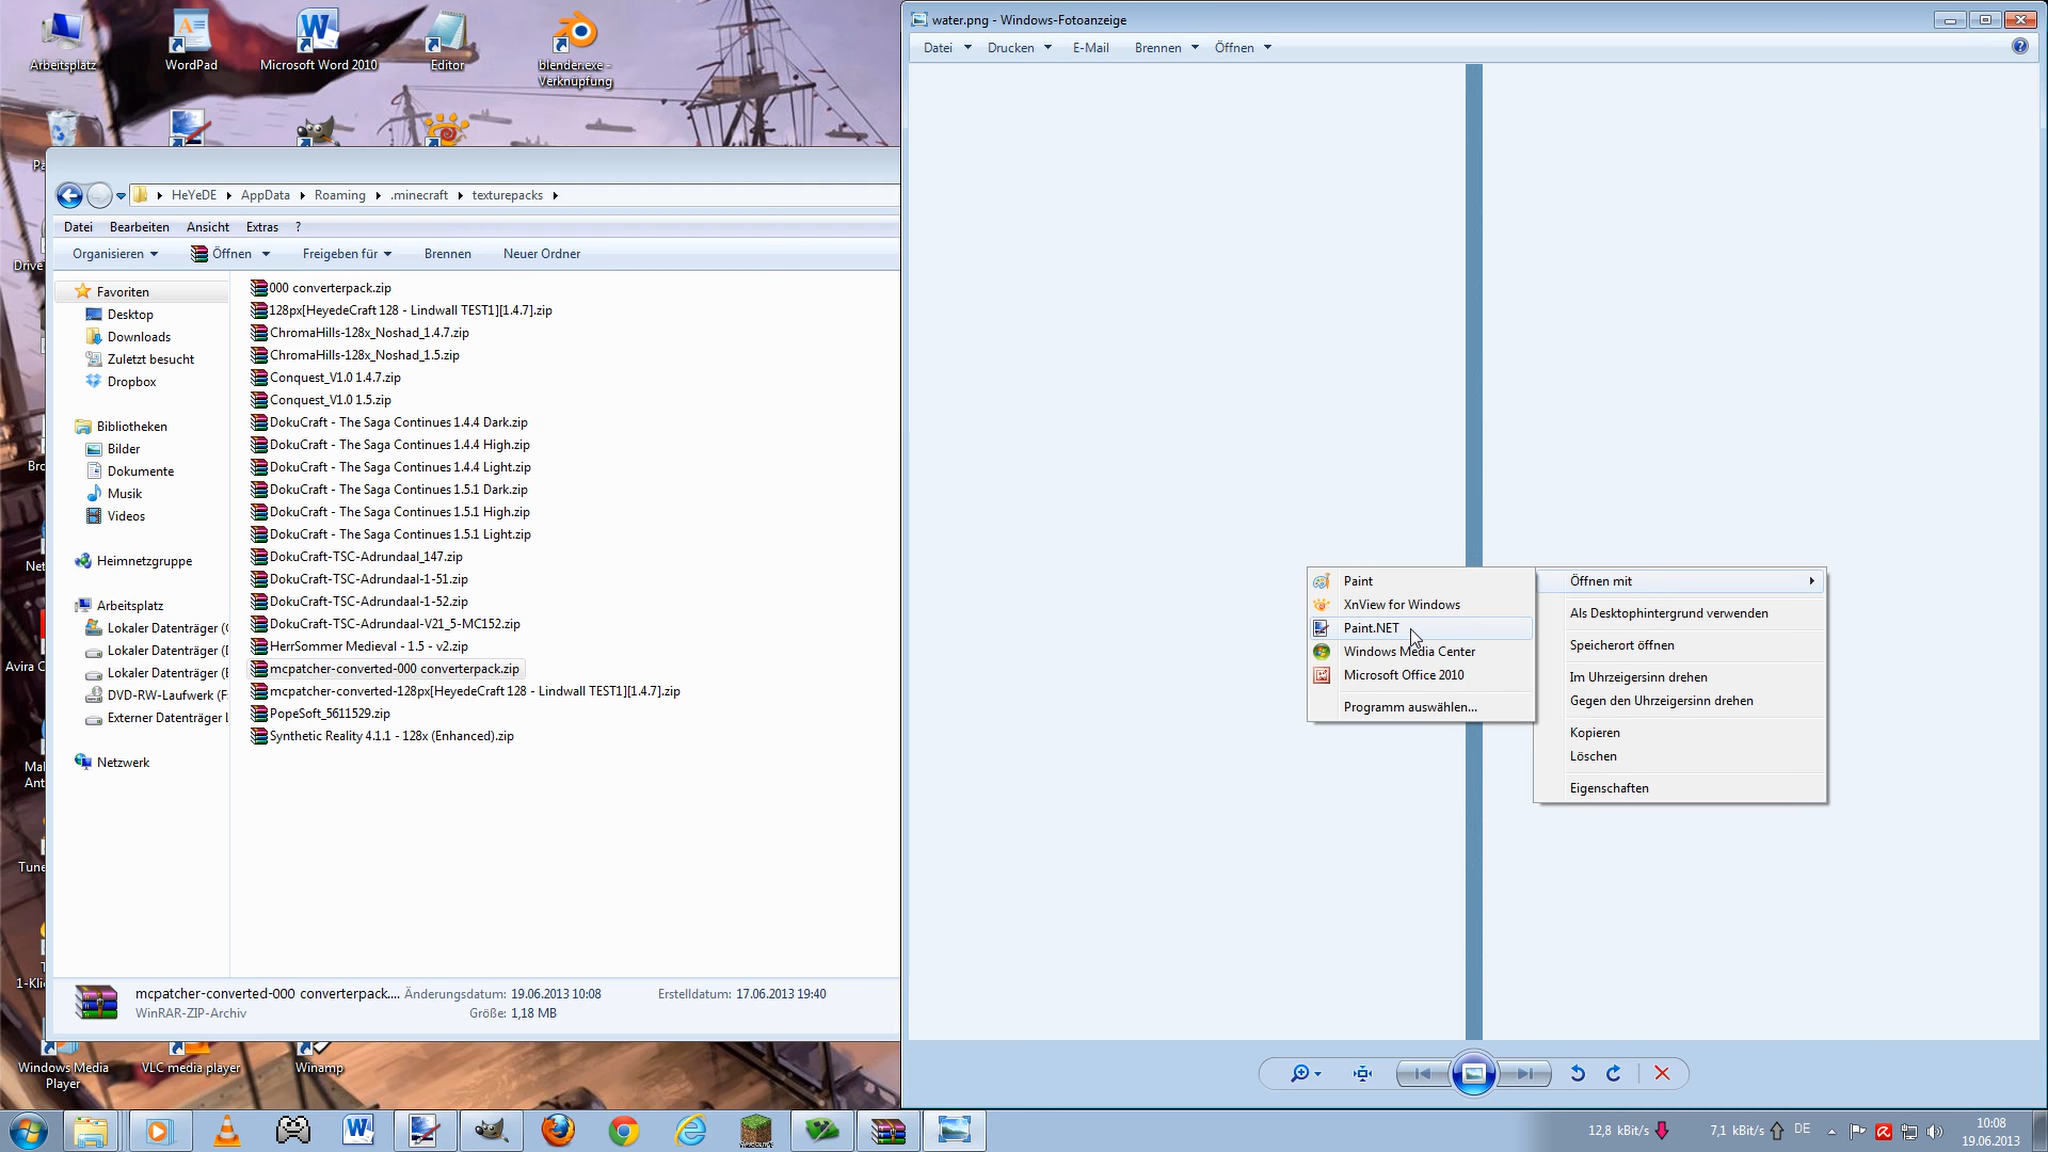 Arbeitsplatz
WordPad
Microsoft Word 2010
Editor
blender.exe -
Verknüpfung
HeYeDE
AppData
Roaming
.minecraft
texturepacks
Datei
Bearbeiten
Ansicht
Extras
?
Organisieren
Öffnen
Freigeben für
Brennen
Neuer Ordner
Favoriten
Desktop
Downloads
Zuletzt besucht
Dropbox
Bibliotheken
Bilder
Dokumente
Musik
Videos
Heimnetzgruppe
Arbeitsplatz
Lokaler Datenträger (
Lokaler Datenträger (
Lokaler Datenträger (
DVD-RW-Laufwerk (F
Externer Datenträger
Netzwerk
000 converterpack.zip
128px[HeyedeCraft 128 - Lindwall TEST1][1.4.7].zip
ChromaHills-128x_Noshad_1.4.7.zip
ChromaHills-128x_Noshad_1.5.zip
Conquest_V1.0 1.4.7.zip
Conquest_V1.0 1.5.zip
DokuCraft - The Saga Continues 1.4.4 Dark.zip
DokuCraft - The Saga Continues 1.4.4 High.zip
DokuCraft - The Saga Continues 1.4.4 Light.zip
DokuCraft - The Saga Continues 1.5.1 Dark.zip
DokuCraft - The Saga Continues 1.5.1 High.zip
DokuCraft - The Saga Continues 1.5.1 Light.zip
DokuCraft-TSC-Adrundaal_147.zip
DokuCraft-TSC-Adrundaal-1-51.zip
DokuCraft-TSC-Adrundaal-1-52.zip
DokuCraft-TSC-Adrundaal-V21_5-MC152.zip
HerrSommer Medieval - 1.5 - v2.zip
mcpatcher-converted-000 converterpack.zip
mcpatcher-converted-128px[HeyedeCraft 128 - Lindwall TEST1][1.4.7].zip
PopeSoft_5611529.zip
Synthetic Reality 4.1.1 - 128x (Enhanced).zip
mcpatcher-converted-000 converterpack....
Änderungsdatum: 19.06.2013 10:08
Erstelldatum: 17.06.2013 19:40
WinRAR-ZIP-Archiv
Größe: 1,18 MB
Drive
Bro
Net
Avira C
Mal
Ant
Tune
1-Kli
Windows Media
Player
VLC media player
Winamp
water.png - Windows-Fotoanzeige
Datei
Drucken
E-Mail
Brennen
Öffnen
Paint
XnView for Windows
Paint.NET
Windows Media Center
Microsoft Office 2010
Programm auswählen...
Öffnen mit
Als Desktophintergrund verwenden
Speicherort öffnen
Im Uhrzeigersinn drehen
Gegen den Uhrzeigersinn drehen
Kopieren
Löschen
Eigenschaften
12,8 kBit/s
7,1 kBit/s
DE
10:08
19.06.2013